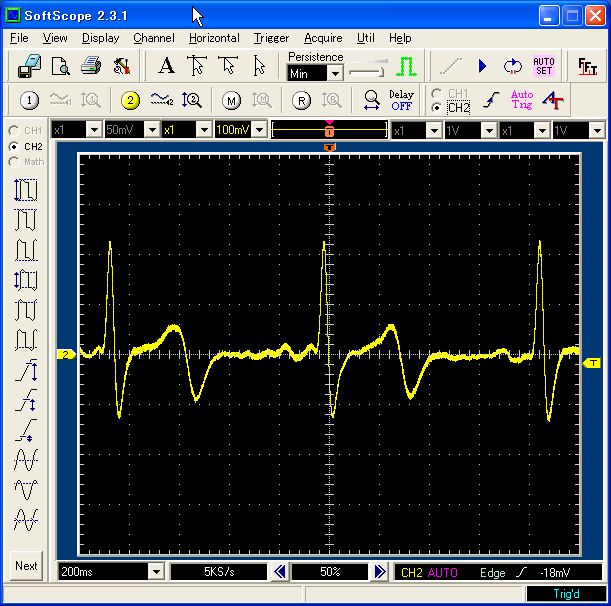 SoftScope 2.3.1
File View Display Channel Horizontal Trigger Acquire Util Help
A Persistence Min AUTO SET FFT
1 2 M R Delay OFF CH1 CH2 Auto Trig
CH1 x1 50mV x1 100mV T x1 1V x1 1V
CH2
Math
T
2
T
Next
200ms 5KS/s 50% CH2 AUTO Edge -18mV
Trig'd